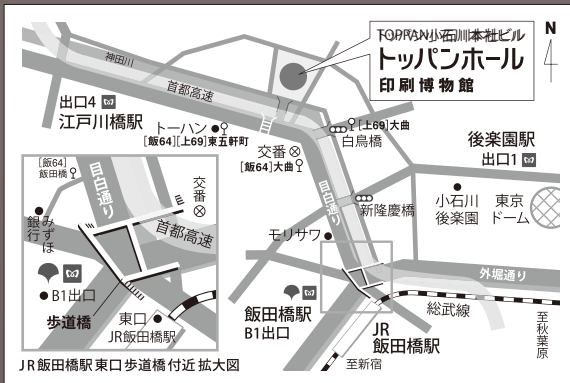 TOPPAN小石川本社ビル
トッパンホール
印刷博物館
N
神田川
首都高速
出口4
江戸川橋駅
トーハン
[飯64][上69]東五軒町
[上69]大曲
白鳥橋
交番
[飯64]大曲
後楽園駅
出口1
目白通り
新隆慶橋
小石川
後楽園
東京
ドーム
モリサワ
外堀通り
飯田橋駅
B1出口
総武線
JR
飯田橋駅
至新宿
至秋葉原
[飯64]
飯田橋
目白通り
交番
みずほ
銀行
首都高速
B1出口
歩道橋
東口
JR飯田橋駅
JR飯田橋駅東口歩道橋付近 拡大図